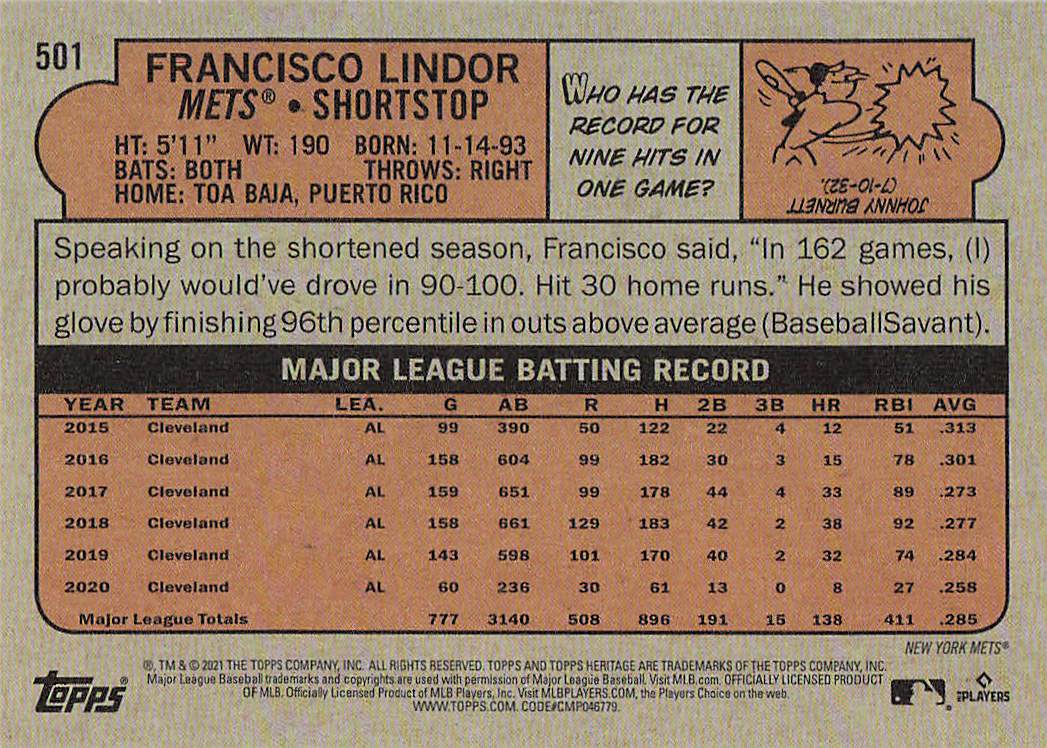 501
FRANCISCO LINDOR
METS® • SHORTSTOP
HT: 5'11" WT: 190 BORN: 11-14-93
BATS: BOTH THROWS: RIGHT
HOME: TOA BAJA, PUERTO RICO
WHO HAS THE
RECORD FOR
NINE HITS IN
ONE GAME?
JOHNNY BURNETT
(7-10-32).
Speaking on the shortened season, Francisco said, “In 162 games, (I)
probably would've drove in 90-100. Hit 30 home runs.” He showed his
glove by finishing 96th percentile in outs above average (BaseballSavant).
MAJOR LEAGUE BATTING RECORD
YEAR TEAM LEA. G AB R H 2B 3B HR RBI AVG
2015 Cleveland AL 99 390 50 122 22 4 12 51 .313
2016 Cleveland AL 158 604 99 182 30 3 15 78 .301
2017 Cleveland AL 159 651 99 178 44 4 33 89 .273
2018 Cleveland AL 158 661 129 183 42 2 38 92 .277
2019 Cleveland AL 143 598 101 170 40 2 32 74 .284
2020 Cleveland AL 60 236 30 61 13 0 8 27 .258
Major League Totals 777 3140 508 896 191 15 138 411 .285
NEW YORK METS®
®, TM & © 2021 THE TOPPS COMPANY, INC. ALL RIGHTS RESERVED. TOPPS AND TOPPS HERITAGE ARE TRADEMARKS OF THE TOPPS COMPANY, INC.
Major League Baseball trademarks and copyrights are used with permission of Major League Baseball. Visit MLB.com. OFFICIALLY LICENSED PRODUCT
OF MLB. Officially Licensed Product of MLB Players, Inc. Visit MLBPLAYERS.COM, the Players Choice on the web.
WWW.TOPPS.COM. CODE#CMP046779.
Topps®
MLB PLAYERS